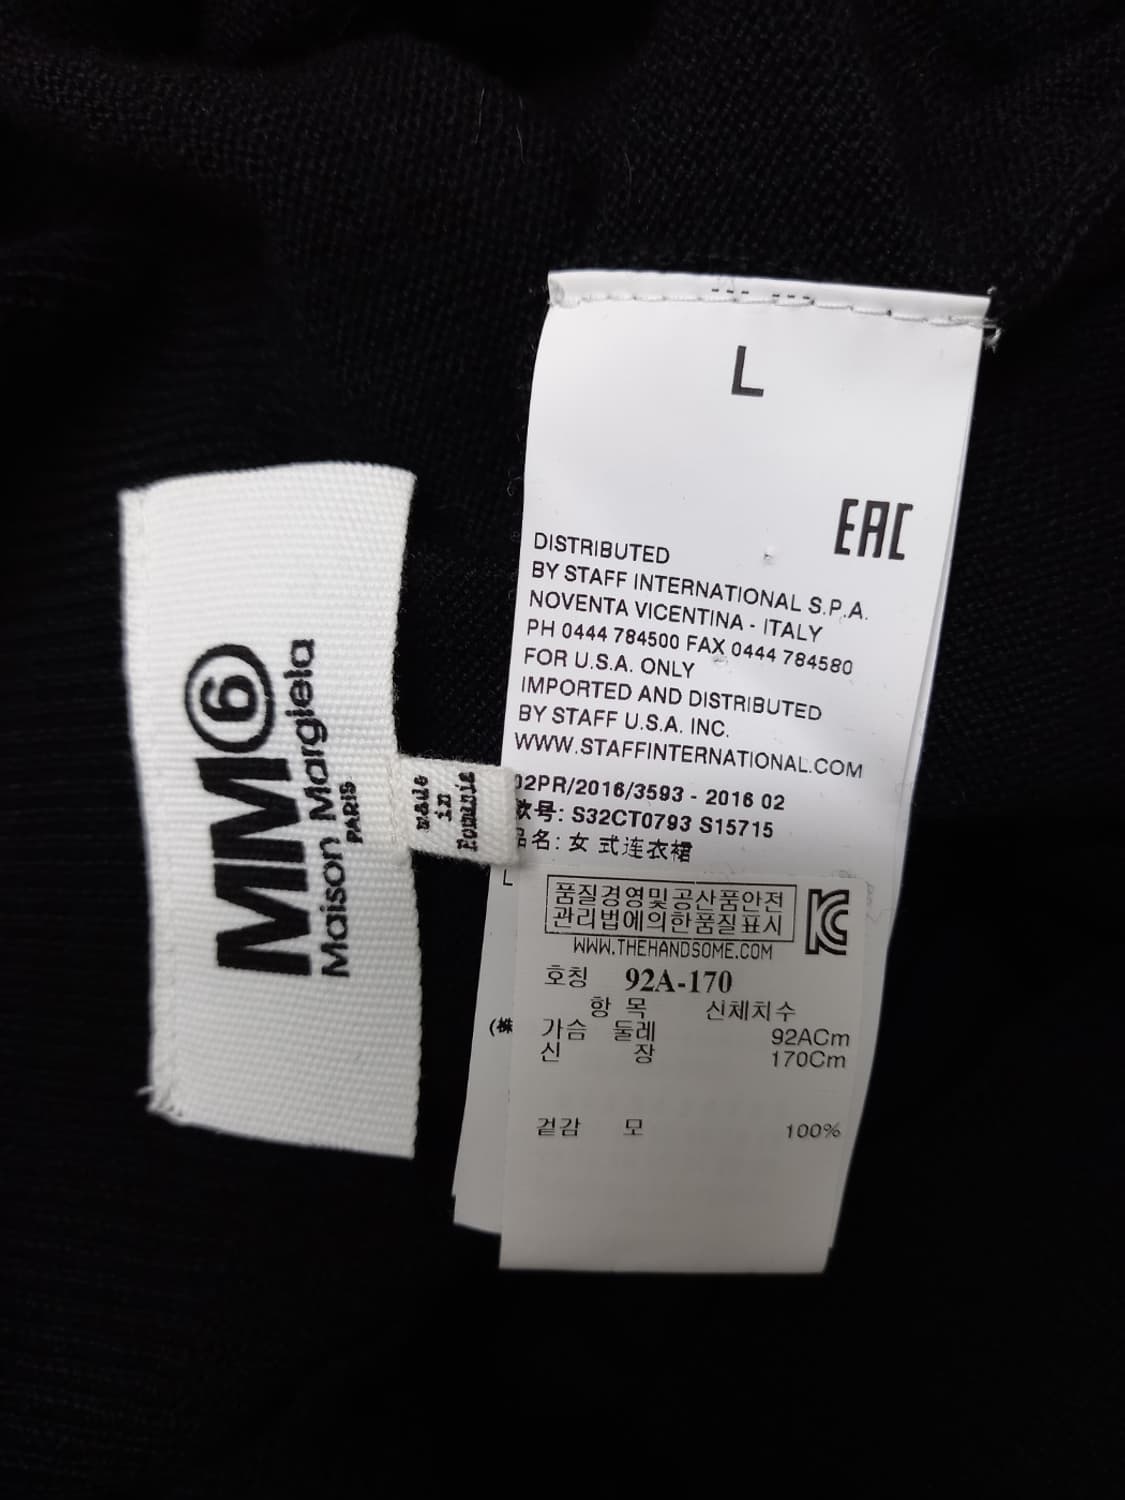 MM6
Maison Margiela
PARIS
made
in
Romania
L
EAC
DISTRIBUTED
BY STAFF INTERNATIONAL S.P.A.
NOVENTA VICENTINA - ITALY
PH 0444 784500 FAX 0444 784580
FOR U.S.A. ONLY
IMPORTED AND DISTRIBUTED
BY STAFF U.S.A. INC.
WWW.STAFFINTERNATIONAL.COM
02PR/2016/3593 - 2016 02
款号: S32CT0793 S15715
品名: 女 式连衣裙
L
품질경영및공산품안전
관리법에의한품질표시
WWW.THEHANDSOME.COM
호칭 92A-170
항 목 신체치수
가슴 둘레 92ACm
신 장 170Cm
(株
겉감 모 100%